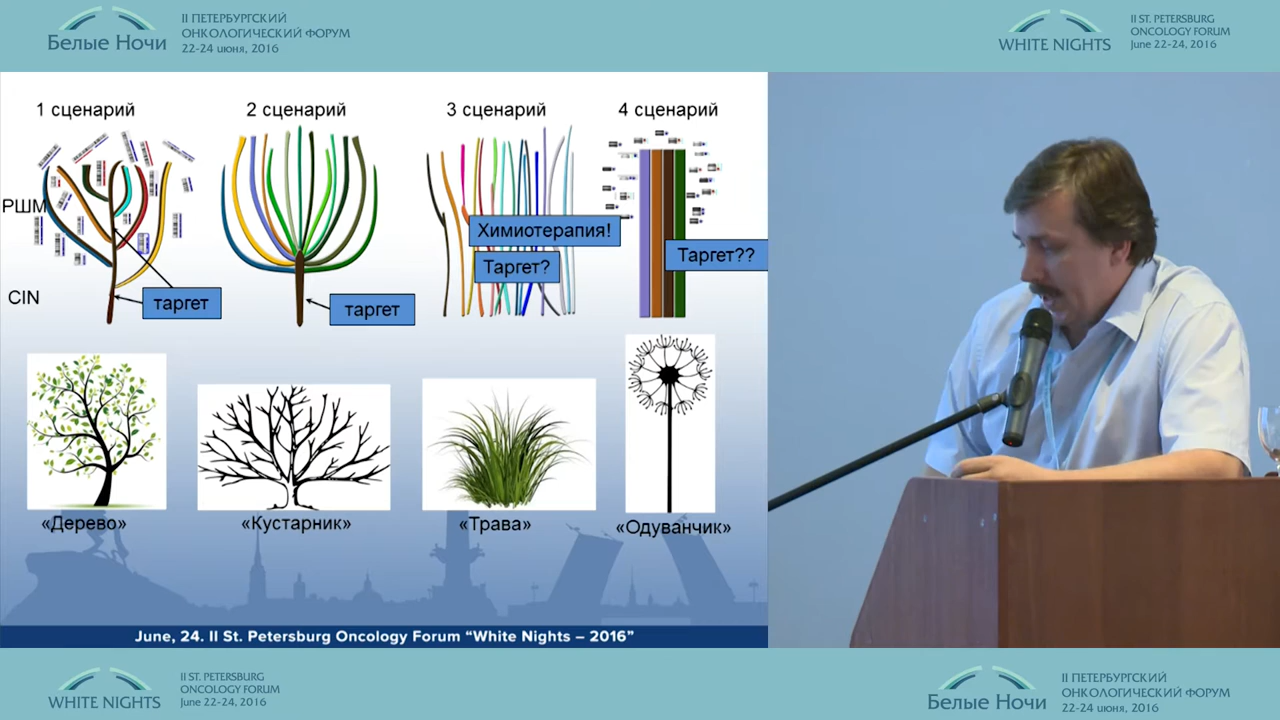 Белые Ночи
II ПЕТЕРБУРГСКИЙ
ОНКОЛОГИЧЕСКИЙ ФОРУМ
22-24 июня, 2016
WHITE NIGHTS
II ST. PETERSBURG
ONCOLOGY FORUM
June 22-24, 2016
1 сценарий
2 сценарий
3 сценарий
4 сценарий
РШМ
CIN
таргет
таргет
Химиотерапия!
Таргет?
Таргет??
«Дерево»
«Кустарник»
«Трава»
«Одуванчик»
June, 24. II St. Petersburg Oncology Forum “White Nights – 2016”
WHITE NIGHTS
II ST. PETERSBURG
ONCOLOGY FORUM
June 22-24, 2016
Белые Ночи
II ПЕТЕРБУРГСКИЙ
ОНКОЛОГИЧЕСКИЙ ФОРУМ
22-24 июня, 2016